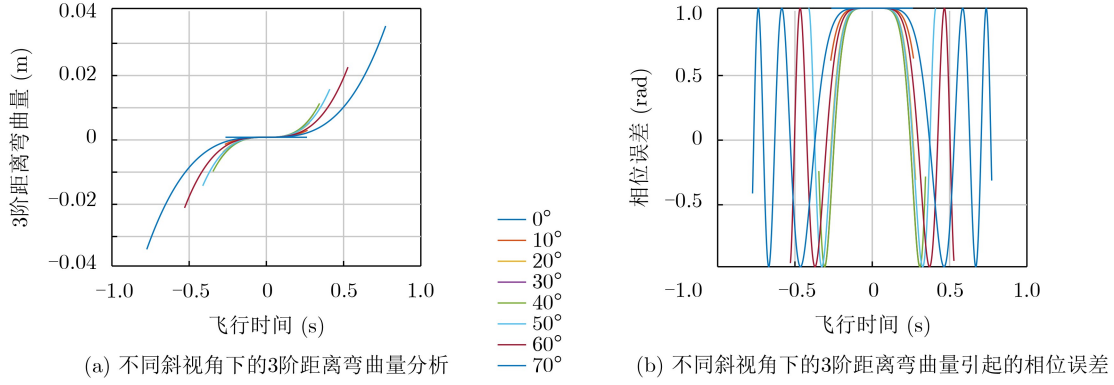 3阶距离弯曲量 (m)
0.04
0.02
0
−0.02
−0.04
−1.0 −0.5 0 0.5 1.0
飞行时间 (s)
(a) 不同斜视角下的3阶距离弯曲量分析
0°
10°
20°
30°
40°
50°
60°
70°
相位误差 (rad)
1.0
0.5
0
−0.5
−1.0 −0.5 0 0.5 1.0
飞行时间 (s)
(b) 不同斜视角下的3阶距离弯曲量引起的相位误差